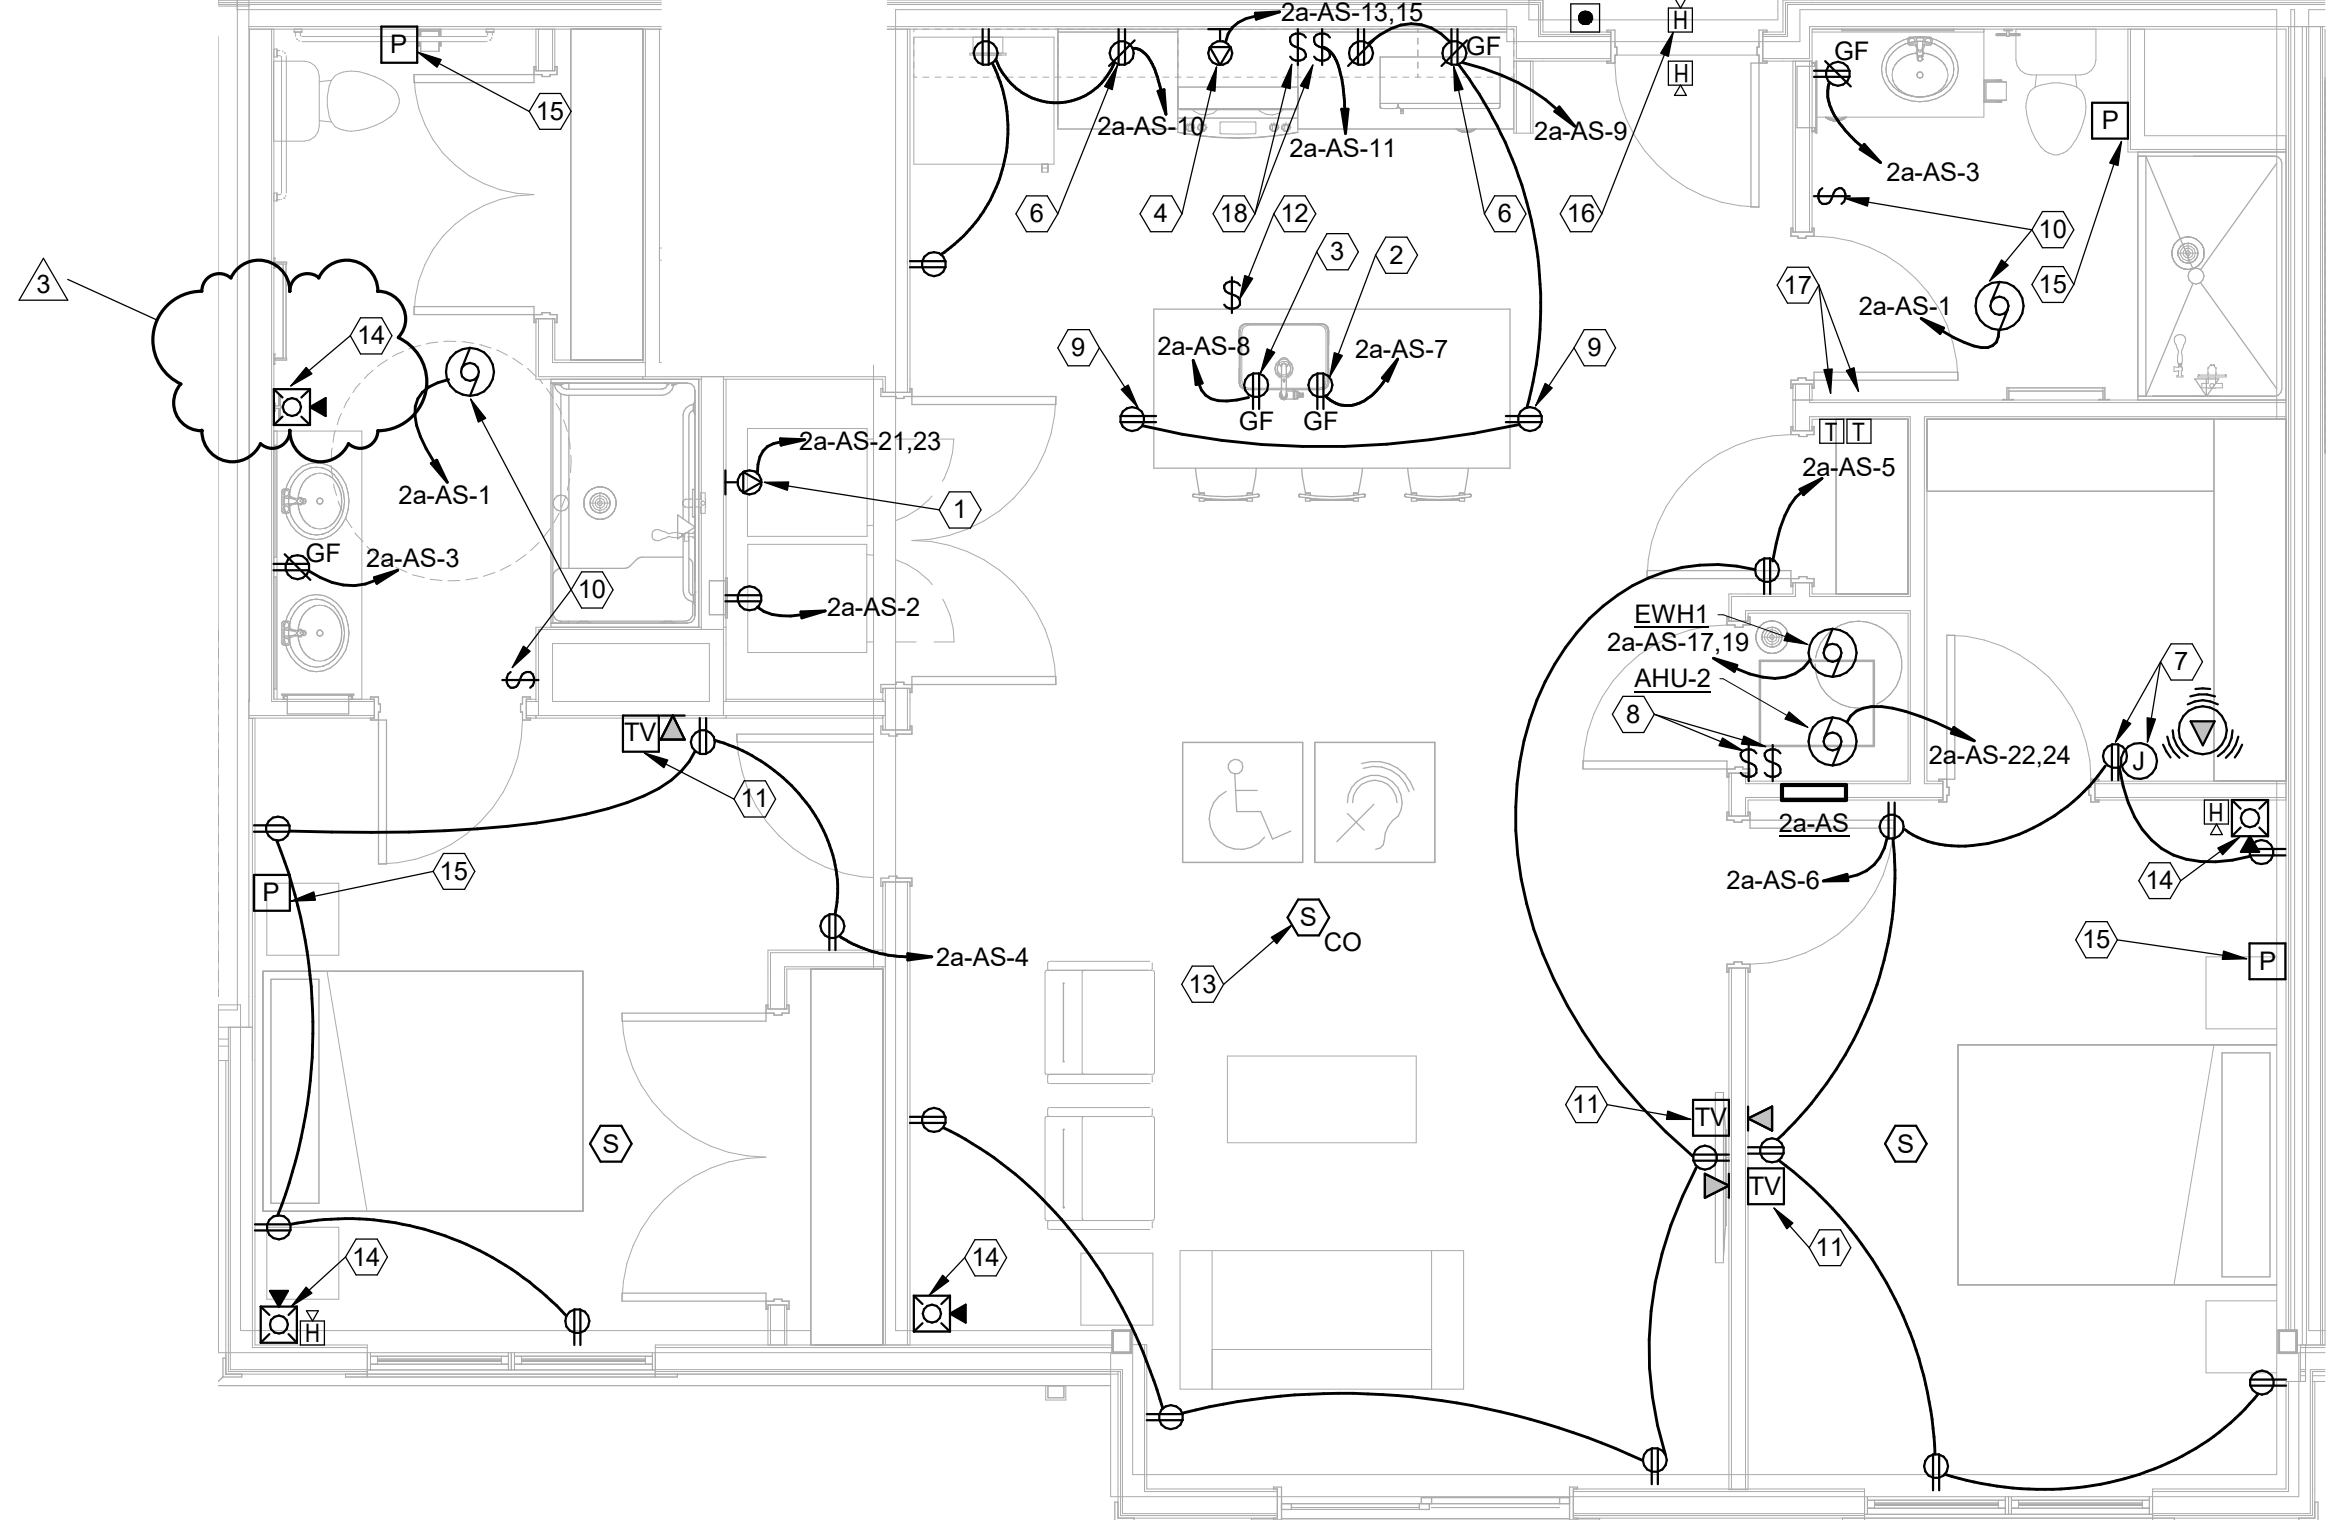 2a-AS-13,15
H
P
GF
GF
H
15
2a-AS-10
2a-AS-11
2a-AS-9
P
2a-AS-3
6
4
18
12
6
16
10
3
3
2
17
15
14
2a-AS-1
9
2a-AS-8
2a-AS-7
9
GF
GF
2a-AS-21,23
T
T
2a-AS-5
2a-AS-1
1
GF
2a-AS-3
10
2a-AS-2
EWH1
2a-AS-17,19
7
AHU-2
8
TV
2a-AS-22,24
J
11
H
2a-AS
15
P
2a-AS-6
14
S
CO
15
P
2a-AS-4
13
11
TV
S
S
TV
11
14
14
H